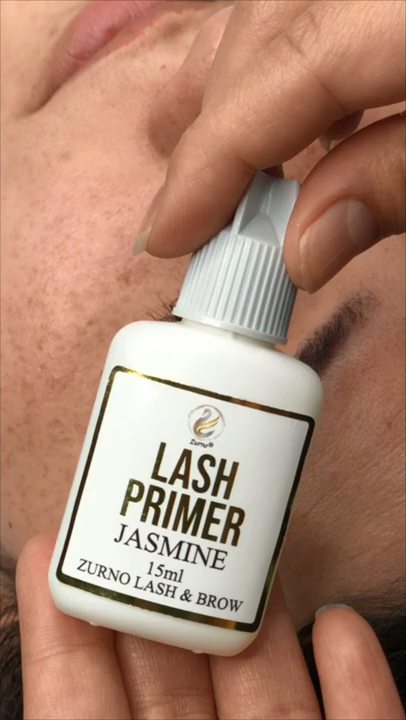 Zurno®
LASH
PRIMER
JASMINE
15ml
ZURNO LASH & BROW